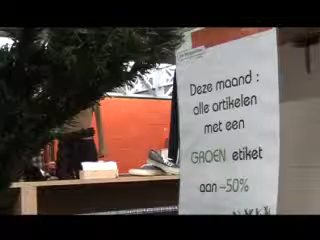 Deze maand :
alle artikelen
met een
GROEN etiket
aan -50%